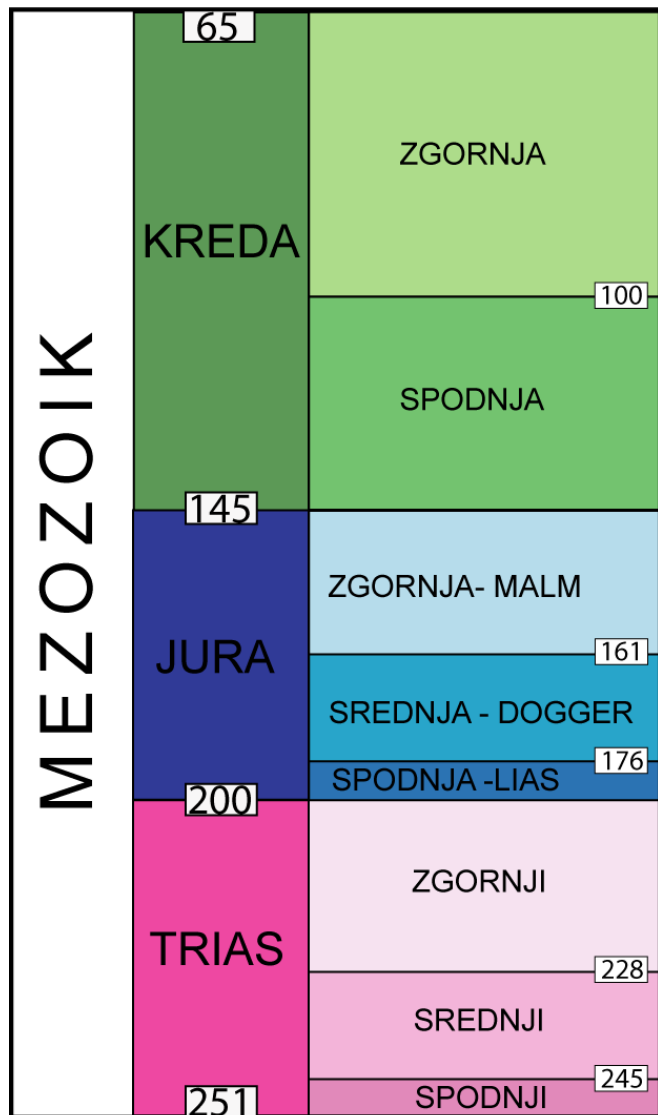 MEZOZOIK
65
ZGORNJA
KREDA
100
SPODNJA
145
ZGORNJA- MALM
JURA
161
SREDNJA - DOGGER
176
SPODNJA -LIAS
200
ZGORNJI
TRIAS
228
SREDNJI
245
SPODNJI
251